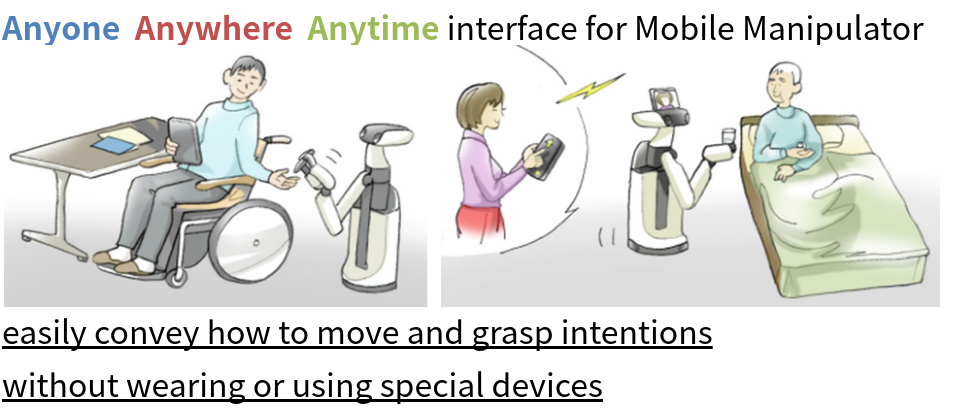 Anyone Anywhere Anytime interface for Mobile Manipulator
easily convey how to move and grasp intentions
without wearing or using special devices